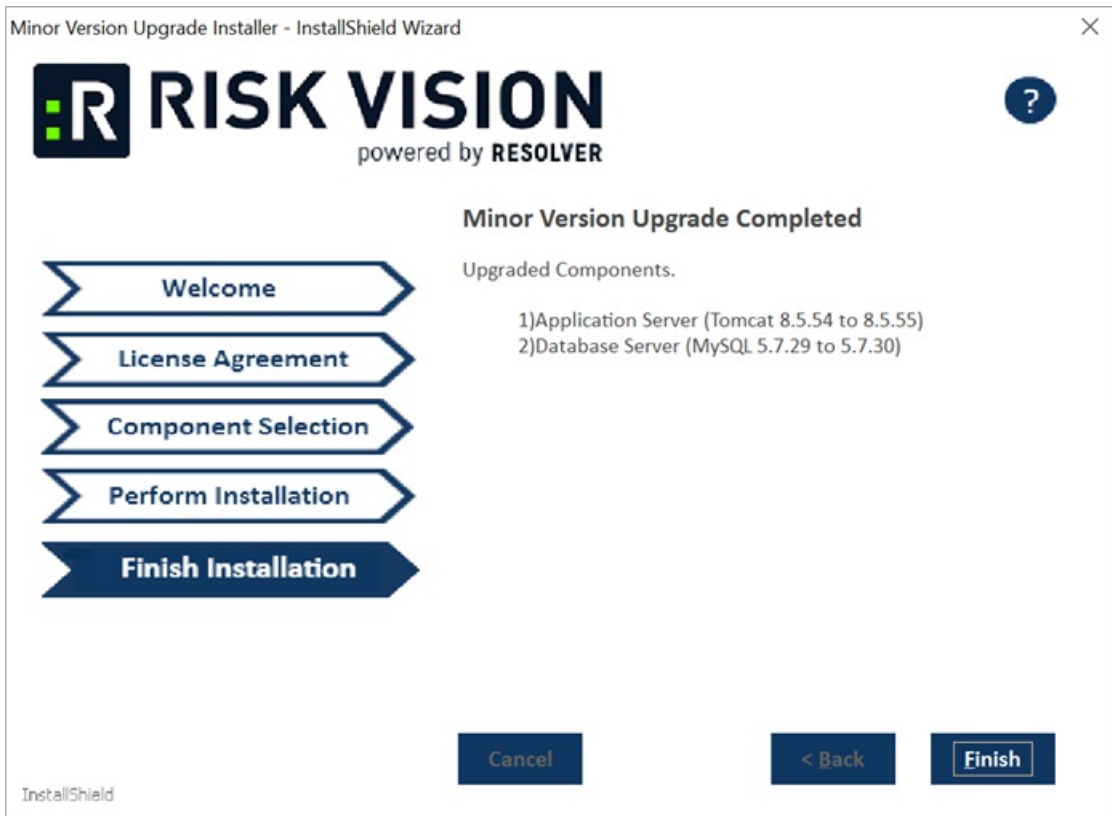 Minor Version Upgrade Installer - InstallShield Wizard
:R RISK VISION
powered by RESOLVER
?
Minor Version Upgrade Completed
Upgraded Components.
1)Application Server (Tomcat 8.5.54 to 8.5.55)
2)Database Server (MySQL 5.7.29 to 5.7.30)
Welcome
License Agreement
Component Selection
Perform Installation
Finish Installation
Cancel
< Back
Finish
InstallShield